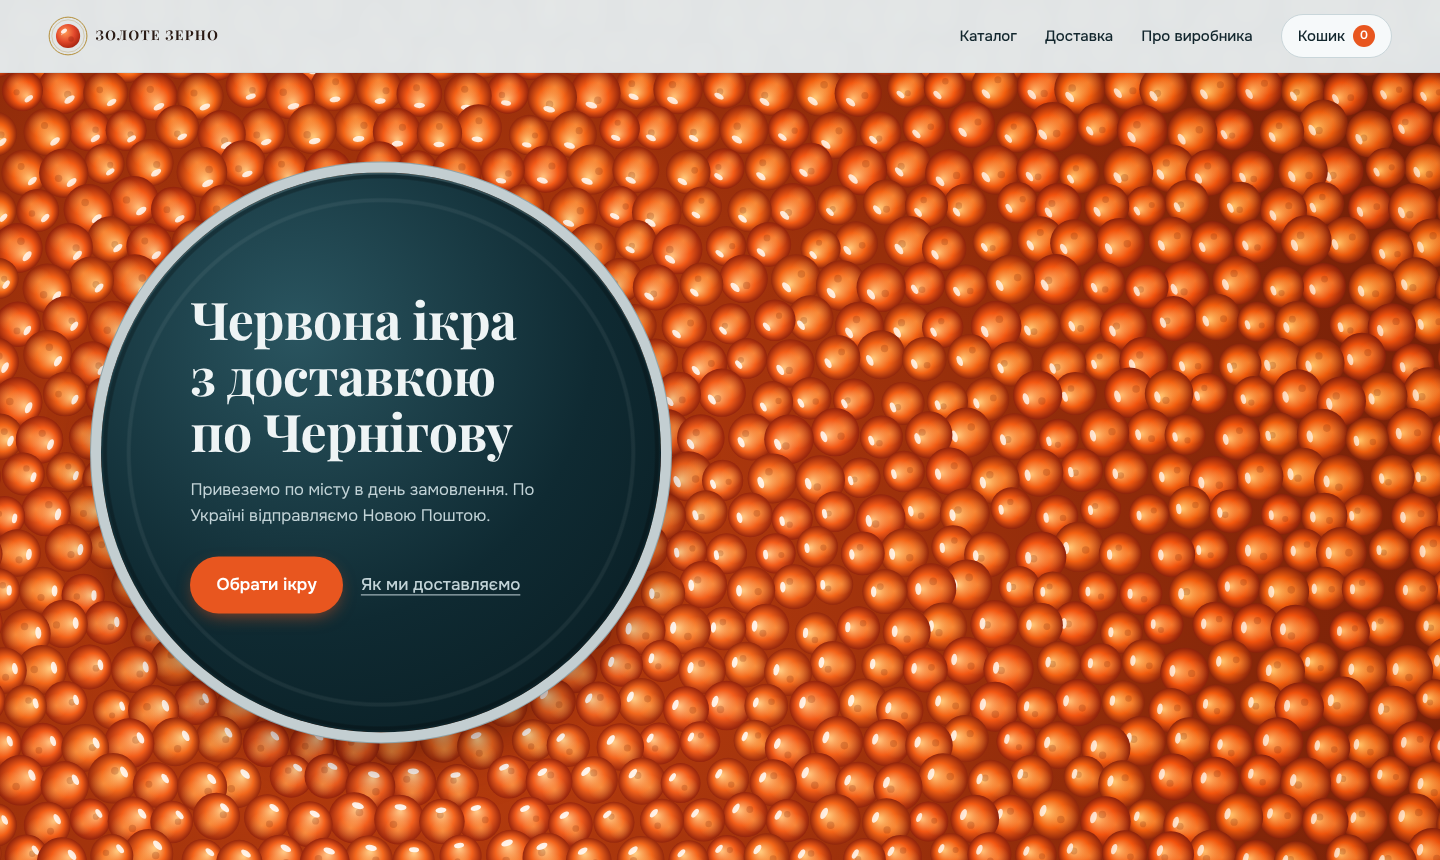 ЗОЛОТЕ ЗЕРНО
Каталог
Доставка
Про виробника
Кошик 0
Червона ікра
з доставкою
по Чернігову
Привеземо по місту в день замовлення. По
Україні відправляємо Новою Поштою.
Обрати ікру
Як ми доставляємо